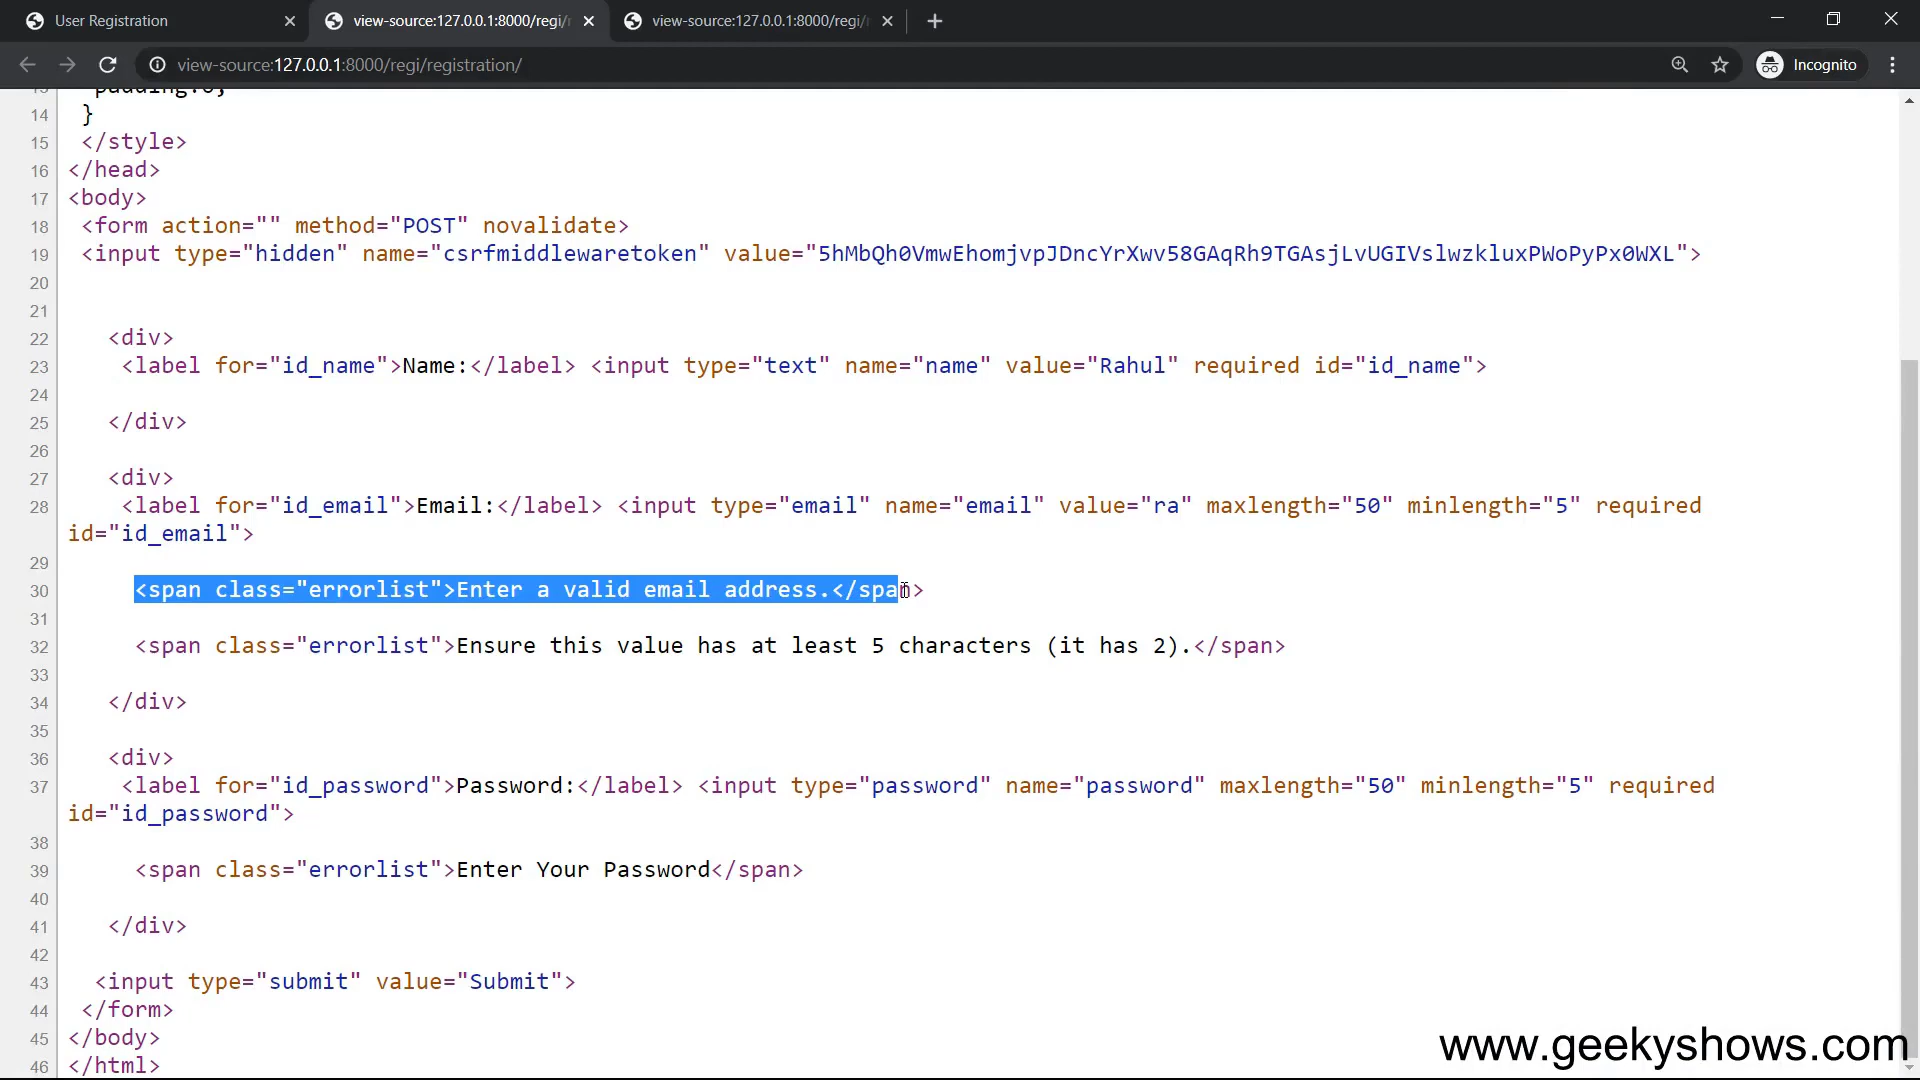 User Registration
view-source:127.0.0.1:8000/regi/
view-source:127.0.0.1:8000/regi/
view-source:127.0.0.1:8000/regi/registration/
Incognito
13 padding:0;
14 }
15 </style>
16 </head>
17 <body>
18 <form action="" method="POST" novalidate>
19 <input type="hidden" name="csrfmiddlewaretoken" value="5hMbQh0VmwEhomjvpJDncYrXwv58GAqRh9TGAsjLvUGIVslwzkluxPWoPyPx0WXL">
20
21
22 <div>
23 <label for="id_name">Name:</label> <input type="text" name="name" value="Rahul" required id="id_name">
24
25 </div>
26
27 <div>
28 <label for="id_email">Email:</label> <input type="email" name="email" value="ra" maxlength="50" minlength="5" required
id="id_email">
29
30 <span class="errorlist">Enter a valid email address.</span>
31
32 <span class="errorlist">Ensure this value has at least 5 characters (it has 2).</span>
33
34 </div>
35
36 <div>
37 <label for="id_password">Password:</label> <input type="password" name="password" maxlength="50" minlength="5" required
id="id_password">
38
39 <span class="errorlist">Enter Your Password</span>
40
41 </div>
42
43 <input type="submit" value="Submit">
44 </form>
45 </body>
46 </html>
www.geekyshows.com